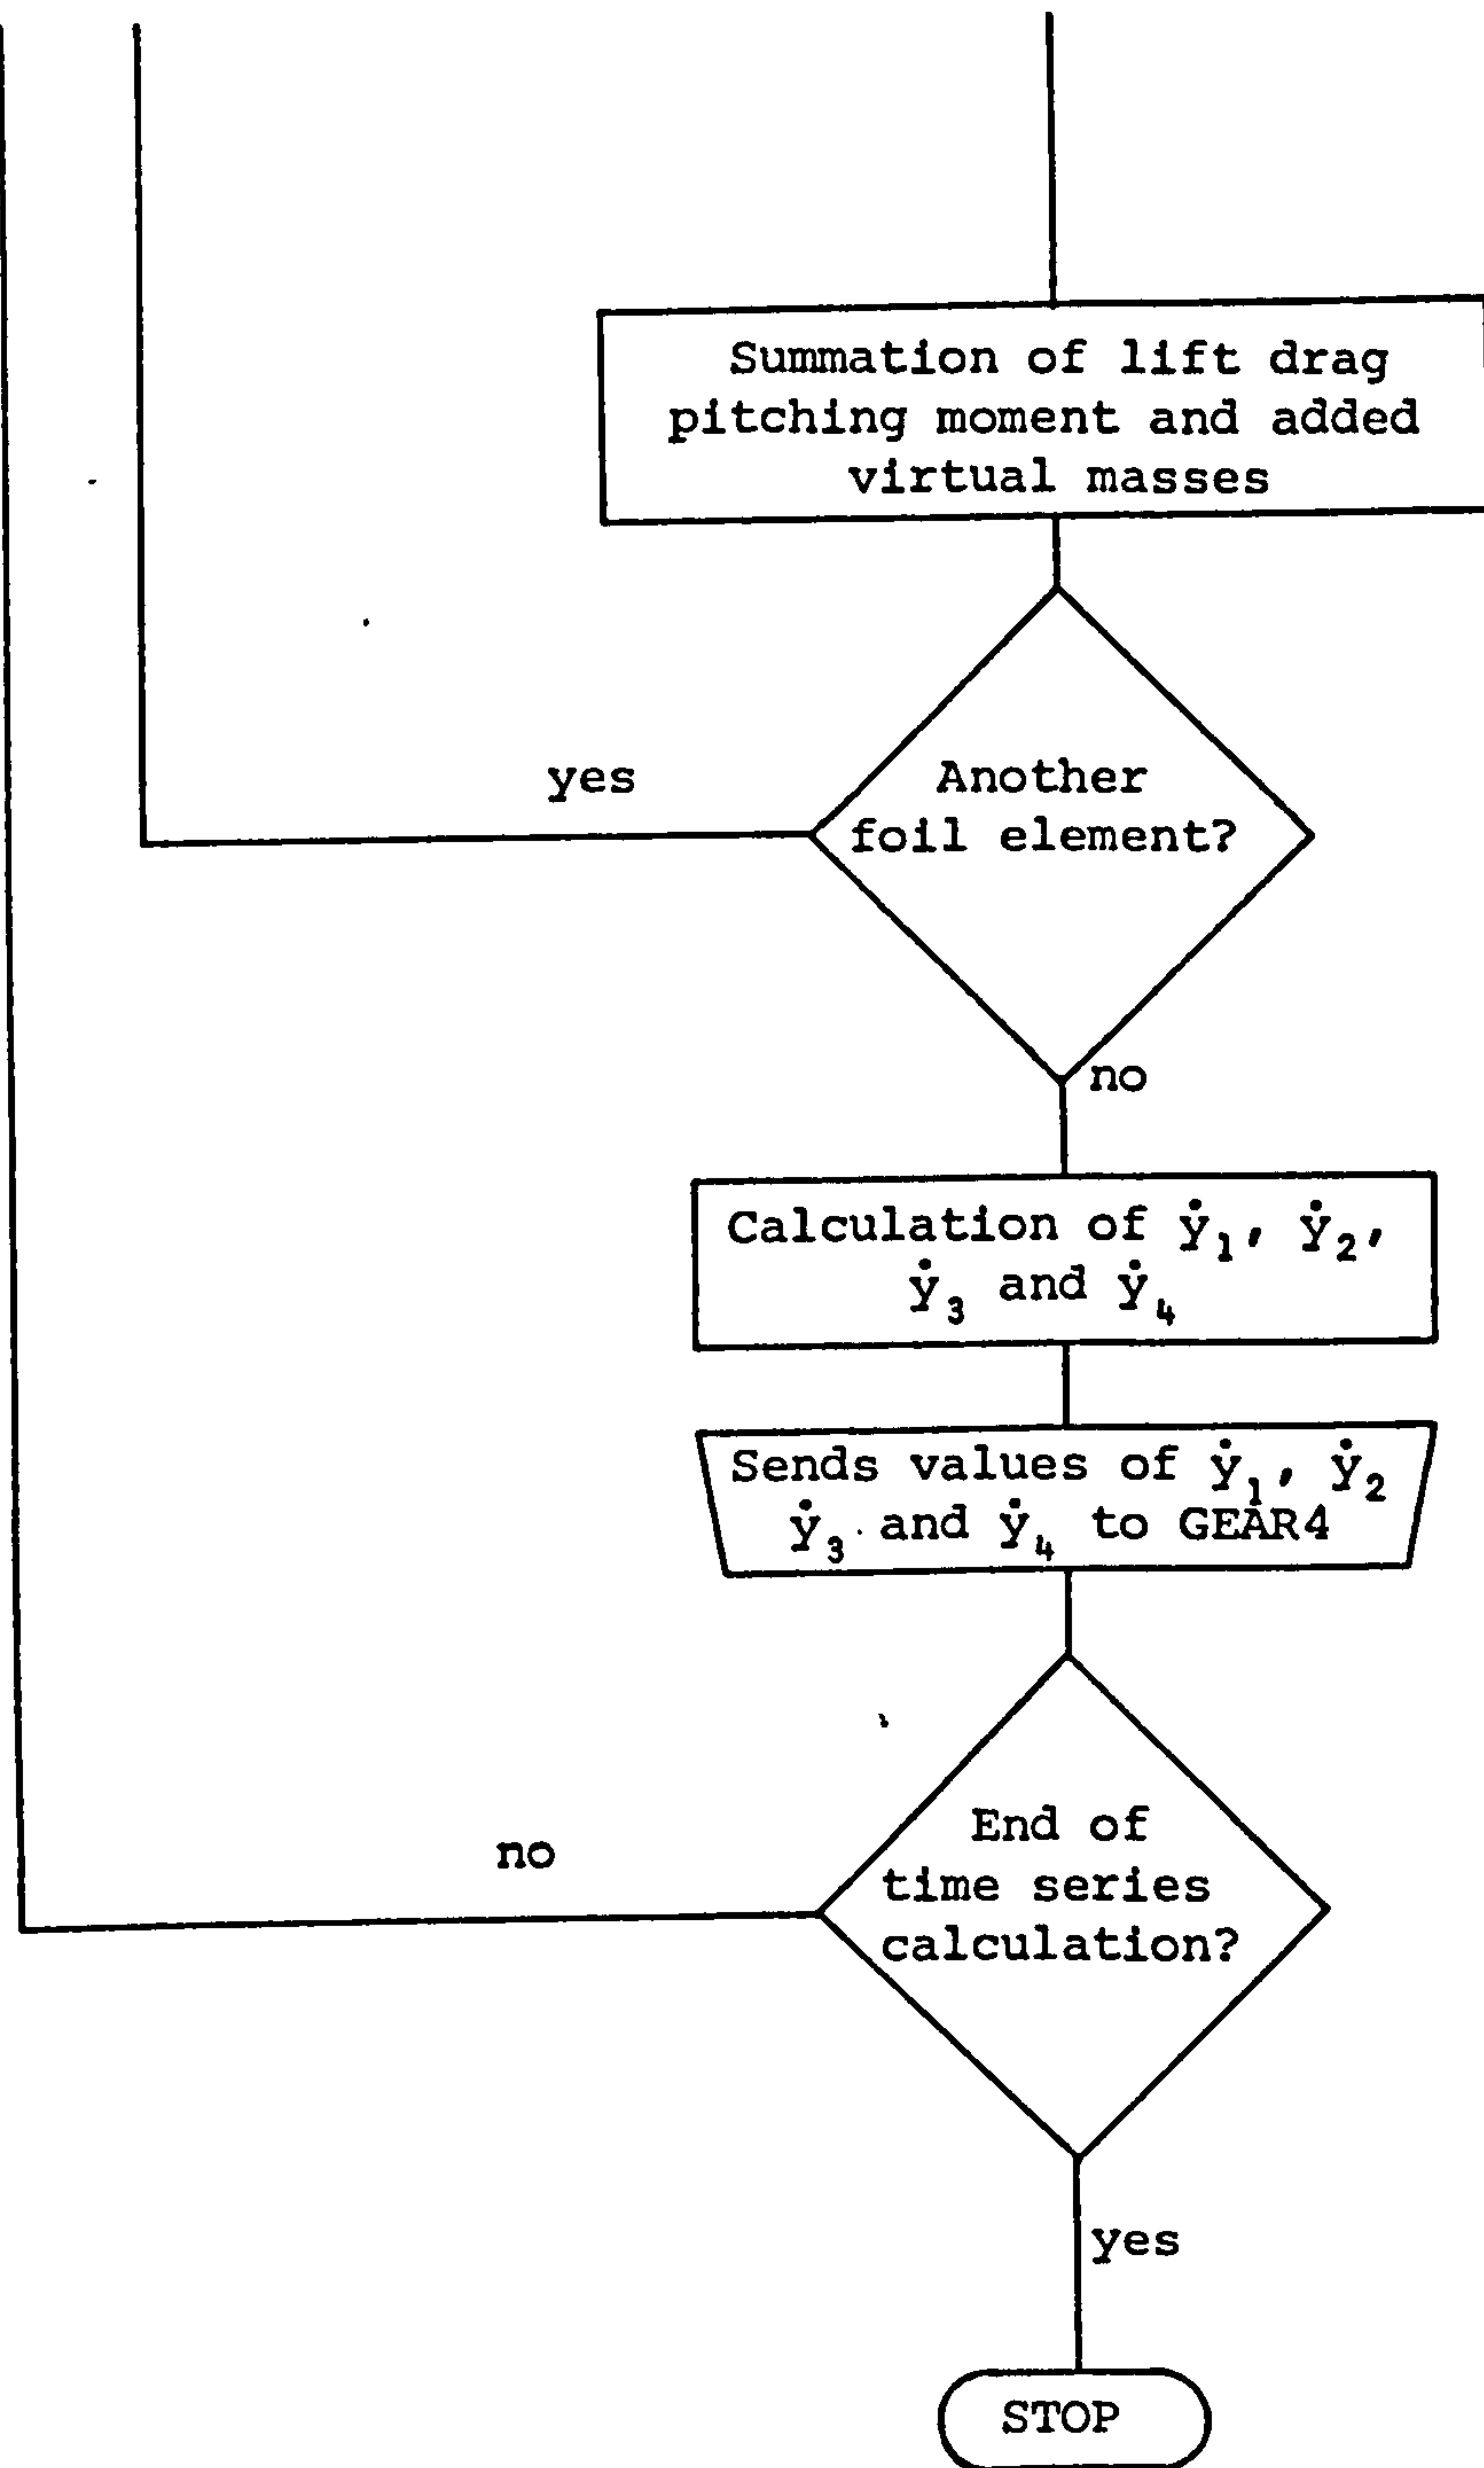 Summation of lift drag
pitching moment and added
virtual masses
yes
Another
foil element?
no
Calculation of ẏ₁, ẏ₂,
ẏ₃ and ẏ₄
Sends values of ẏ₁, ẏ₂
ẏ₃ and ẏ₄ to GEAR4
no
End of
time series
calculation?
yes
STOP